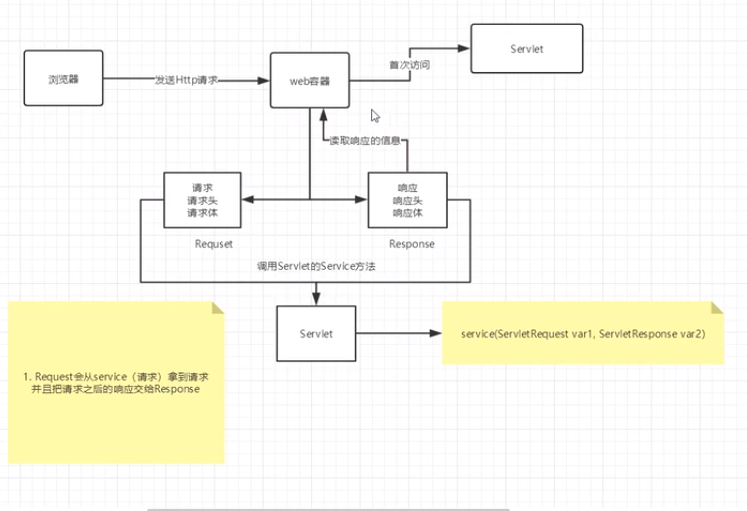 浏览器
发送Http请求
web容器
首次访问
Servlet
读取响应的信息
请求
请求头
请求体
响应
响应头
响应体
Requset
Response
调用Servlet的Service方法
Servlet
service(ServletRequest var1, ServletResponse var2)
1. Request会从service（请求）拿到请求
并且把请求之后的响应交给Response